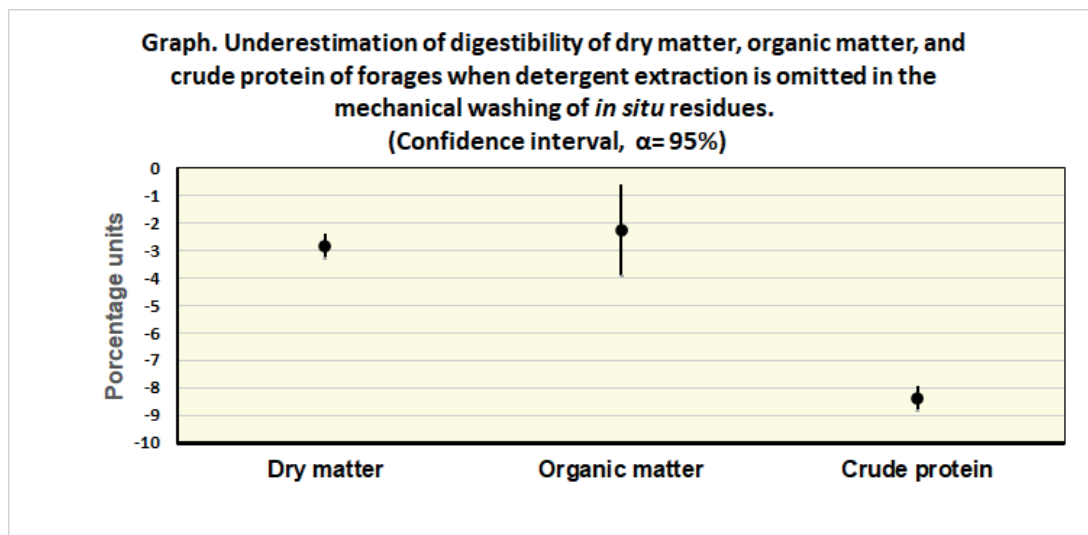 Graph. Underestimation of digestibility of dry matter, organic matter, and
crude protein of forages when detergent extraction is omitted in the
mechanical washing of in situ residues.
(Confidence interval, α= 95%)
Porcentage units
0
-1
-2
-3
-4
-5
-6
-7
-8
-9
-10
Dry matter Organic matter Crude protein